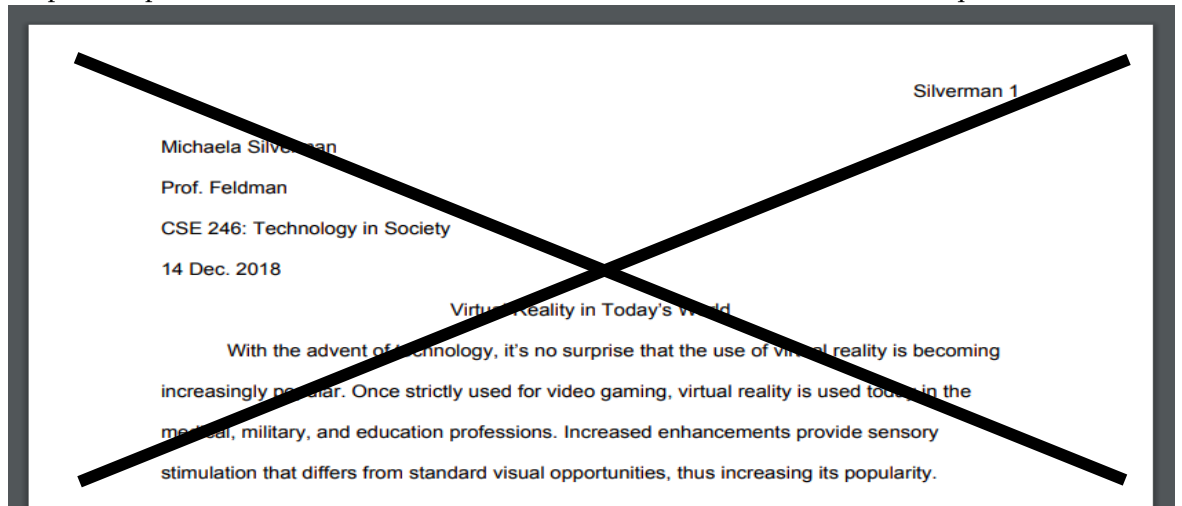 Silverman 1
Michaela Silverman
Prof. Feldman
CSE 246: Technology in Society
14 Dec. 2018
Virtual Reality in Today's World
With the advent of technology, it's no surprise that the use of virtual reality is becoming
increasingly popular. Once strictly used for video gaming, virtual reality is used today in the
medical, military, and education professions. Increased enhancements provide sensory
stimulation that differs from standard visual opportunities, thus increasing its popularity.